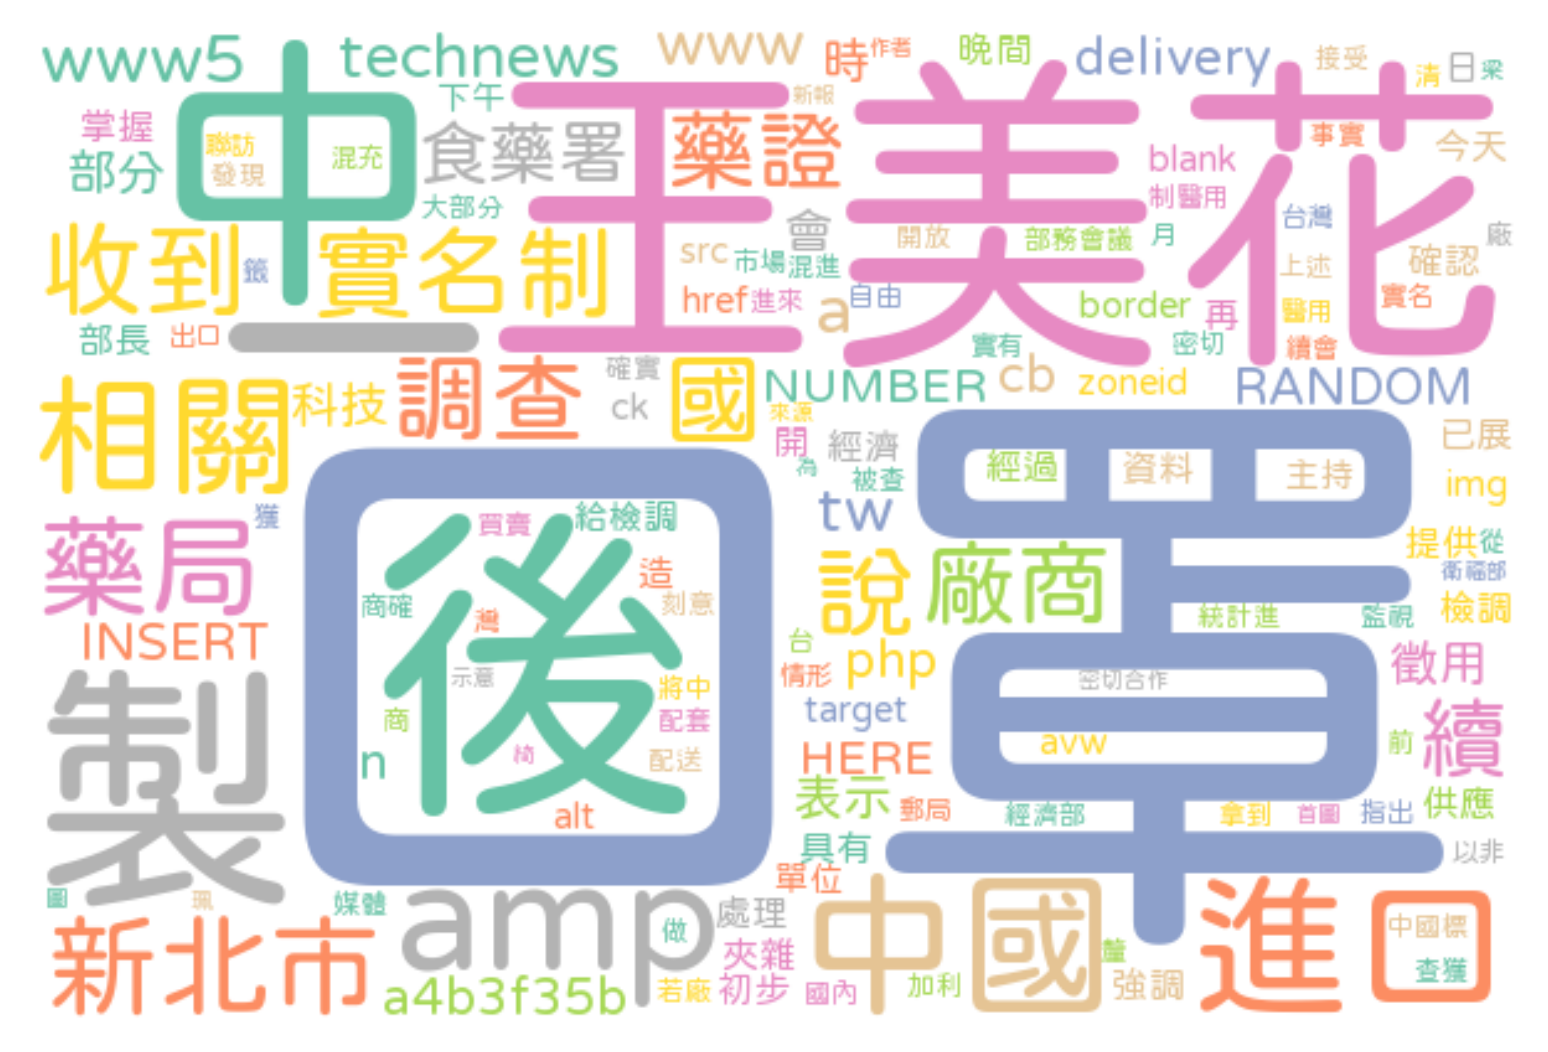 www5
technews
www
時
作者
晚間
delivery
接受
清
日
梁
掌握
部分
中
聯訪
發現
混充
下午
食藥署
大部分
王美花
新報
藥證
blank
制醫用
事實
今天
收到
籤
實名制
src
市場
混進
會
開放
部務會議
月
台灣
上述
確認
廠
href
進來
a
自由
border
再
醫用
實名
部長
出口
一
實有
密切
續會
相關
科技
調查
確實
ck
國
NUMBER
來源
cb
zoneid
RANDOM
開
為
經濟
被查
口罩
經過
資料
主持
已展
img
藥局
獲
後
買賣
給檢調
造
刻意
商確
灣
示意
將中
商
配套
n
綺
配送
alt
tw
說
廠商
提供
從
衛福部
檢調
統計進
監視
INSERT
台
情形
php
密切合作
徵用
製
target
avw
前
續
HERE
表示
郵局
經濟部
拿到
首圖
指出
供應
具有
單位
以非
圖
珮
媒體
amp
做
處理
中國
進口
中國標
查獲
新北市
夾雜
釐
a4b3f35b
若廠
初步
國內
加利
強調